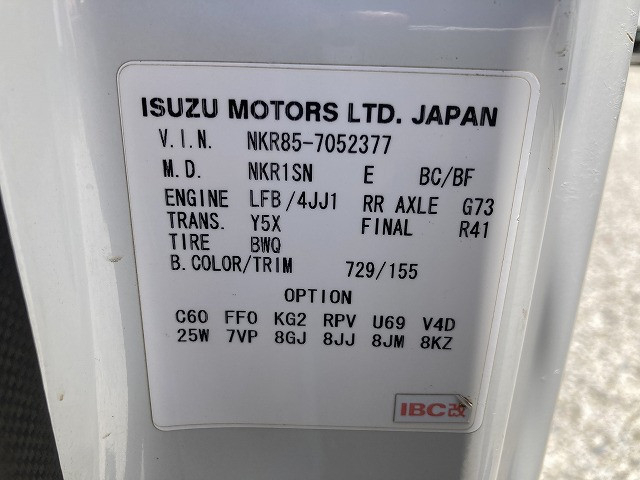 ISUZU MOTORS LTD. JAPAN
V.I.N. NKR85-7052377
M.D. NKR1SN E BC/BF
ENGINE LFB/4JJ1 RR AXLE G73
TRANS. Y5X FINAL R41
TIRE BWQ
B.COLOR/TRIM 729/155
OPTION
C60 FF0 KG2 RPV U69 V4D
25W 7VP 8GJ 8JJ 8JM 8KZ
IBC改